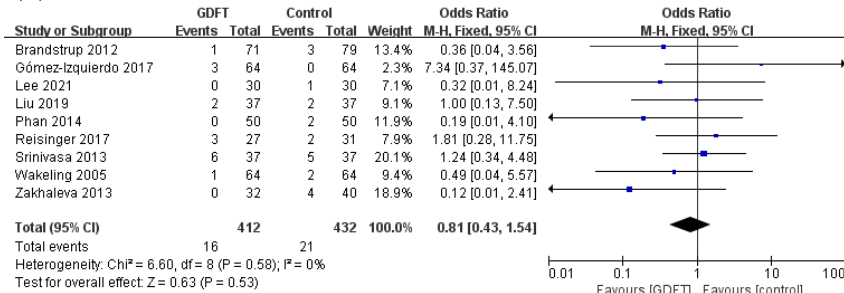 GDFT Control Odds Ratio Odds Ratio
Study or Subgroup Events Total Events Total Weight M-H, Fixed, 95% CI M-H, Fixed, 95% CI
Brandstrup 2012 1 71 3 79 13.4% 0.36 [0.04, 3.56]
Gómez-Izquierdo 2017 3 64 0 64 2.3% 7.34 [0.37, 145.07]
Lee 2021 0 30 1 30 7.1% 0.32 [0.01, 8.24]
Liu 2019 2 37 2 37 9.1% 1.00 [0.13, 7.50]
Phan 2014 0 50 2 50 11.9% 0.19 [0.01, 4.10]
Reisinger 2017 3 27 2 31 7.9% 1.81 [0.28, 11.75]
Srinivasa 2013 6 37 5 37 20.1% 1.24 [0.34, 4.48]
Wakeling 2005 1 64 2 64 9.4% 0.49 [0.04, 5.57]
Zakhaleva 2013 0 32 4 40 18.9% 0.12 [0.01, 2.41]
Total (95% CI) 412 432 100.0% 0.81 [0.43, 1.54]
Total events 16 21
Heterogeneity: Chi² = 6.60, df = 8 (P = 0.58); I² = 0%
Test for overall effect: Z = 0.63 (P = 0.53)
0.01 0.1 1 10 100
Favours [GDFT] Favours [control]